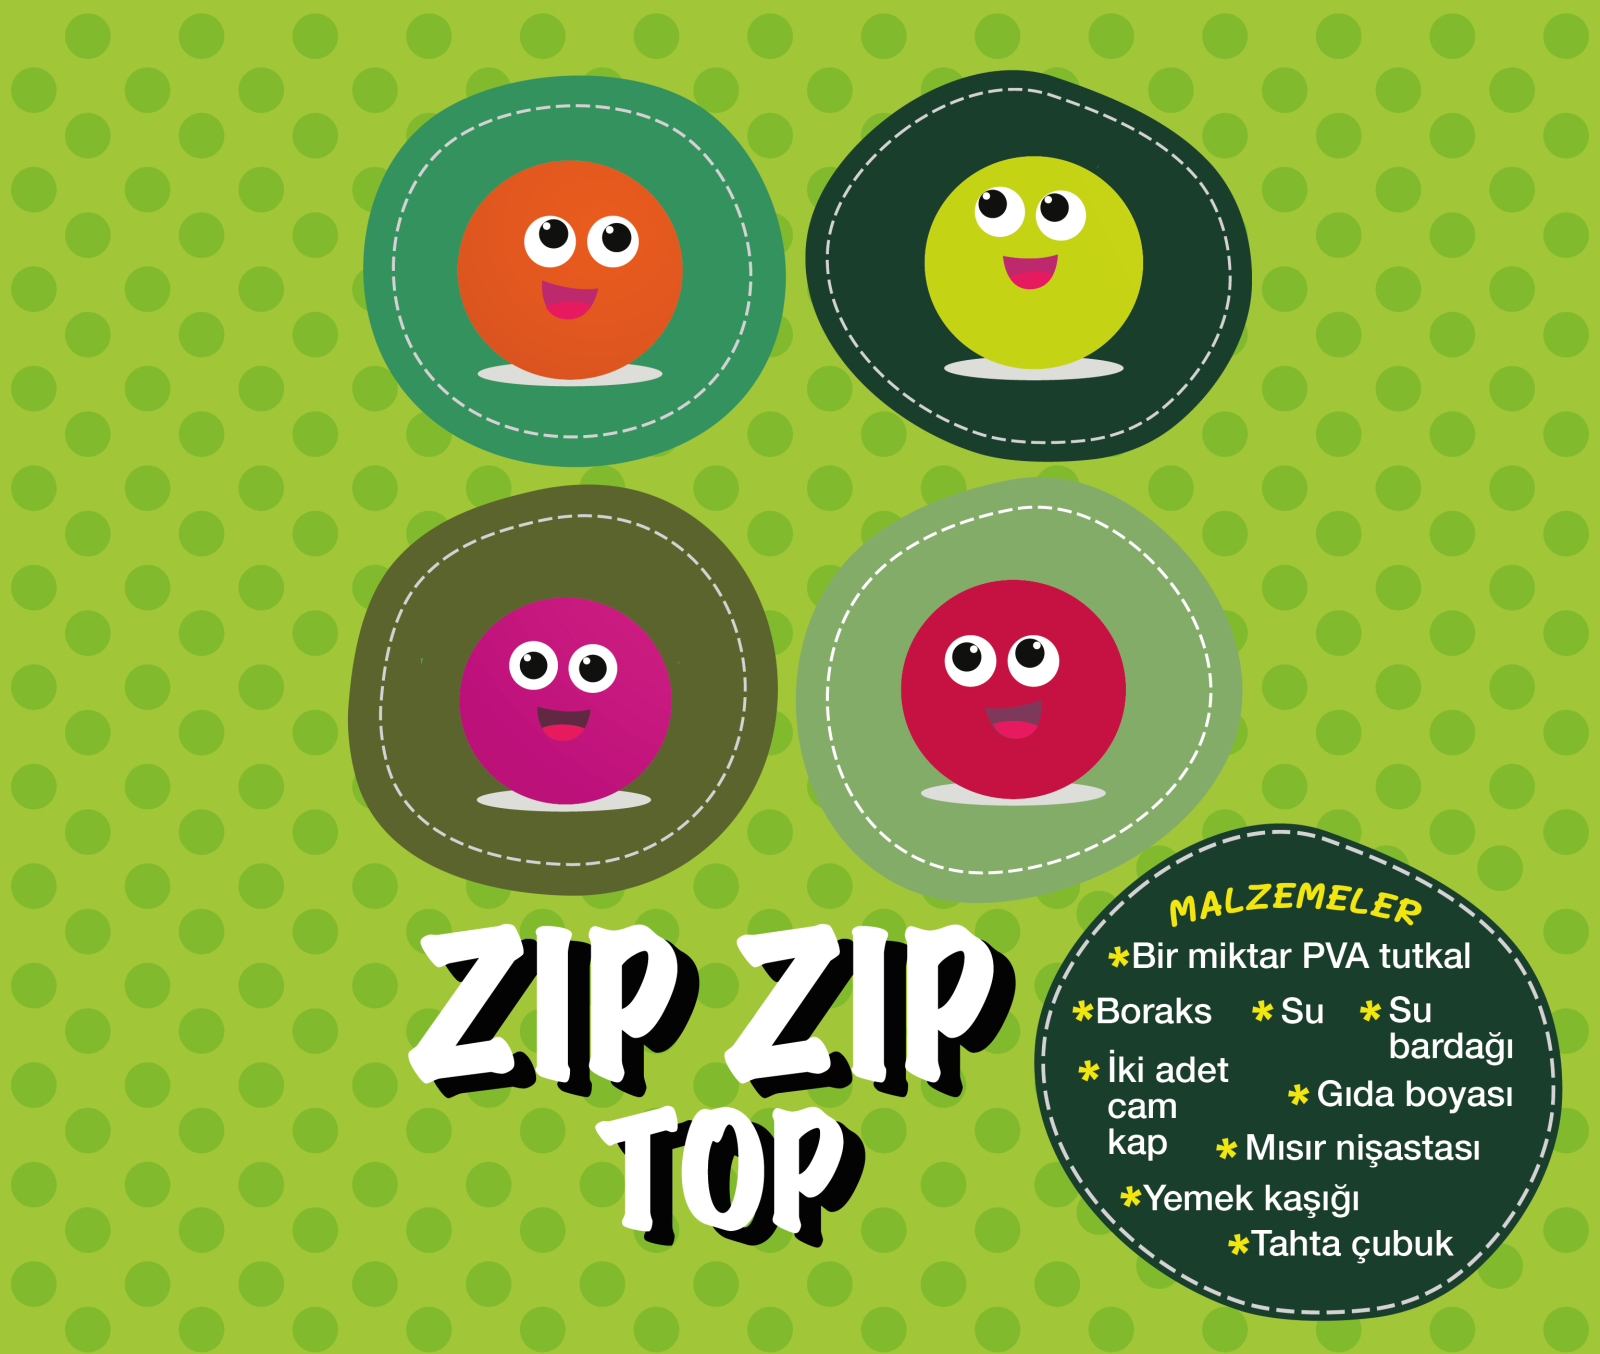 ZIP ZIP
TOP
MALZEMELER
*Bir miktar PVA tutkal
*Boraks * Su * Su
bardağı
* İki adet
cam
kap
* Gıda boyası
* Mısır nişastası
*Yemek kaşığı
*Tahta çubuk